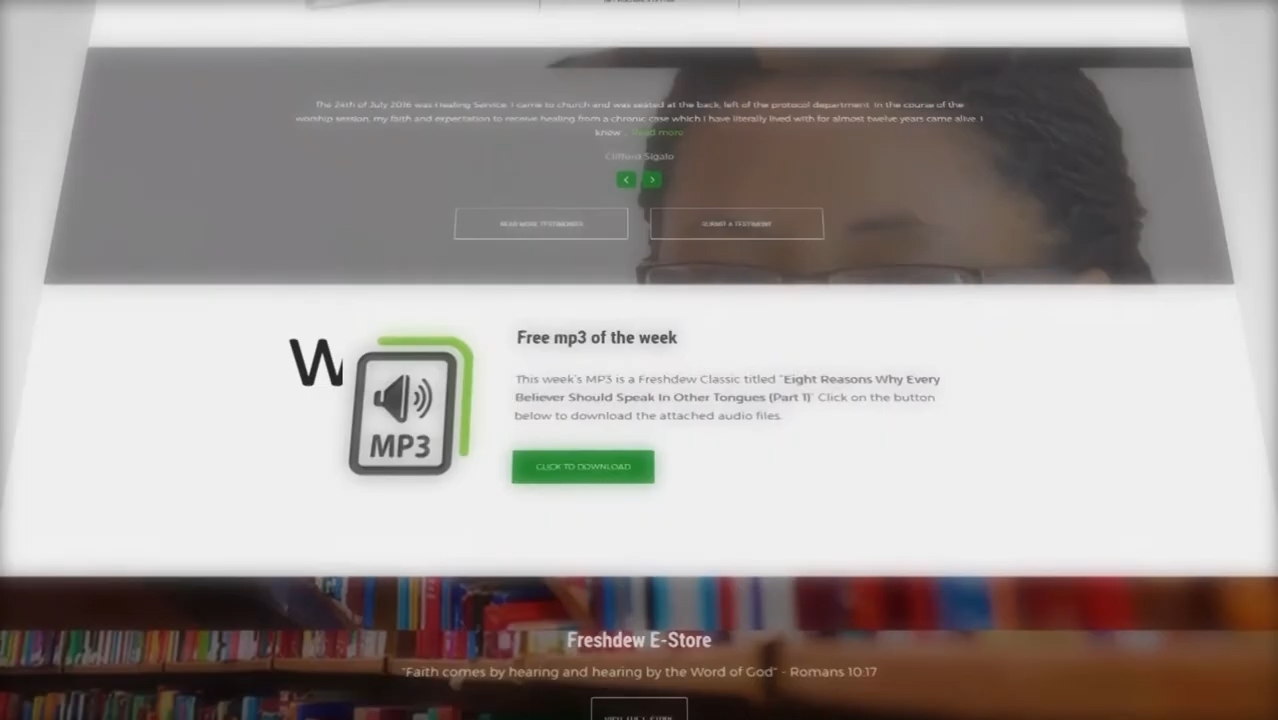 The 24th of July 2016 was Healing Service. I came to church and was seated at the back, left of the protocol department. In the course of the
worship session, my faith and expectation to receive healing from a chronic case which I have literally lived with for almost twelve years came alive. I
know .. Read more
Clifford Sigalo
READ MORE TESTIMONIES
SUBMIT A TESTIMONY
W
MP3
Free mp3 of the week
This week's MP3 is a Freshdew Classic titled "Eight Reasons Why Every
Believer Should Speak In Other Tongues (Part 1)" Click on the button
below to download the attached audio files.
CLICK TO DOWNLOAD
Freshdew E-Store
"Faith comes by hearing and hearing by the Word of God" - Romans 10:17